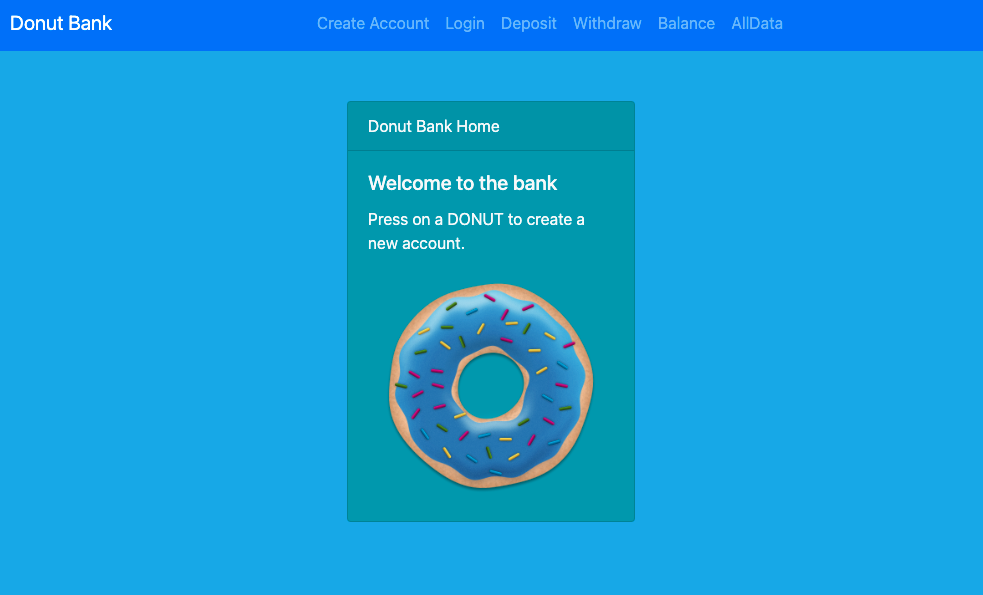 Donut Bank
Create Account Login Deposit Withdraw Balance AllData
Donut Bank Home
Welcome to the bank
Press on a DONUT to create a
new account.